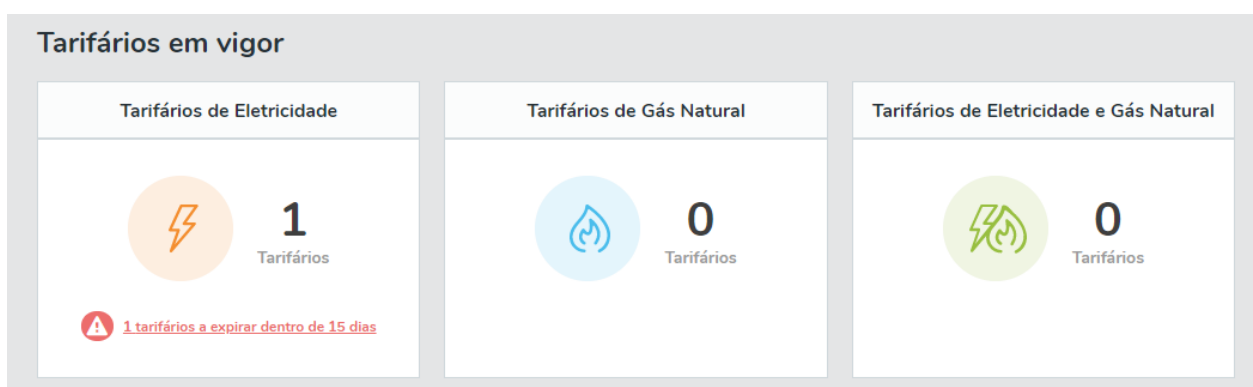 Tarifários em vigor
Tarifários de Eletricidade
1
Tarifários
1 tarifários a expirar dentro de 15 dias
Tarifários de Gás Natural
0
Tarifários
Tarifários de Eletricidade e Gás Natural
0
Tarifários